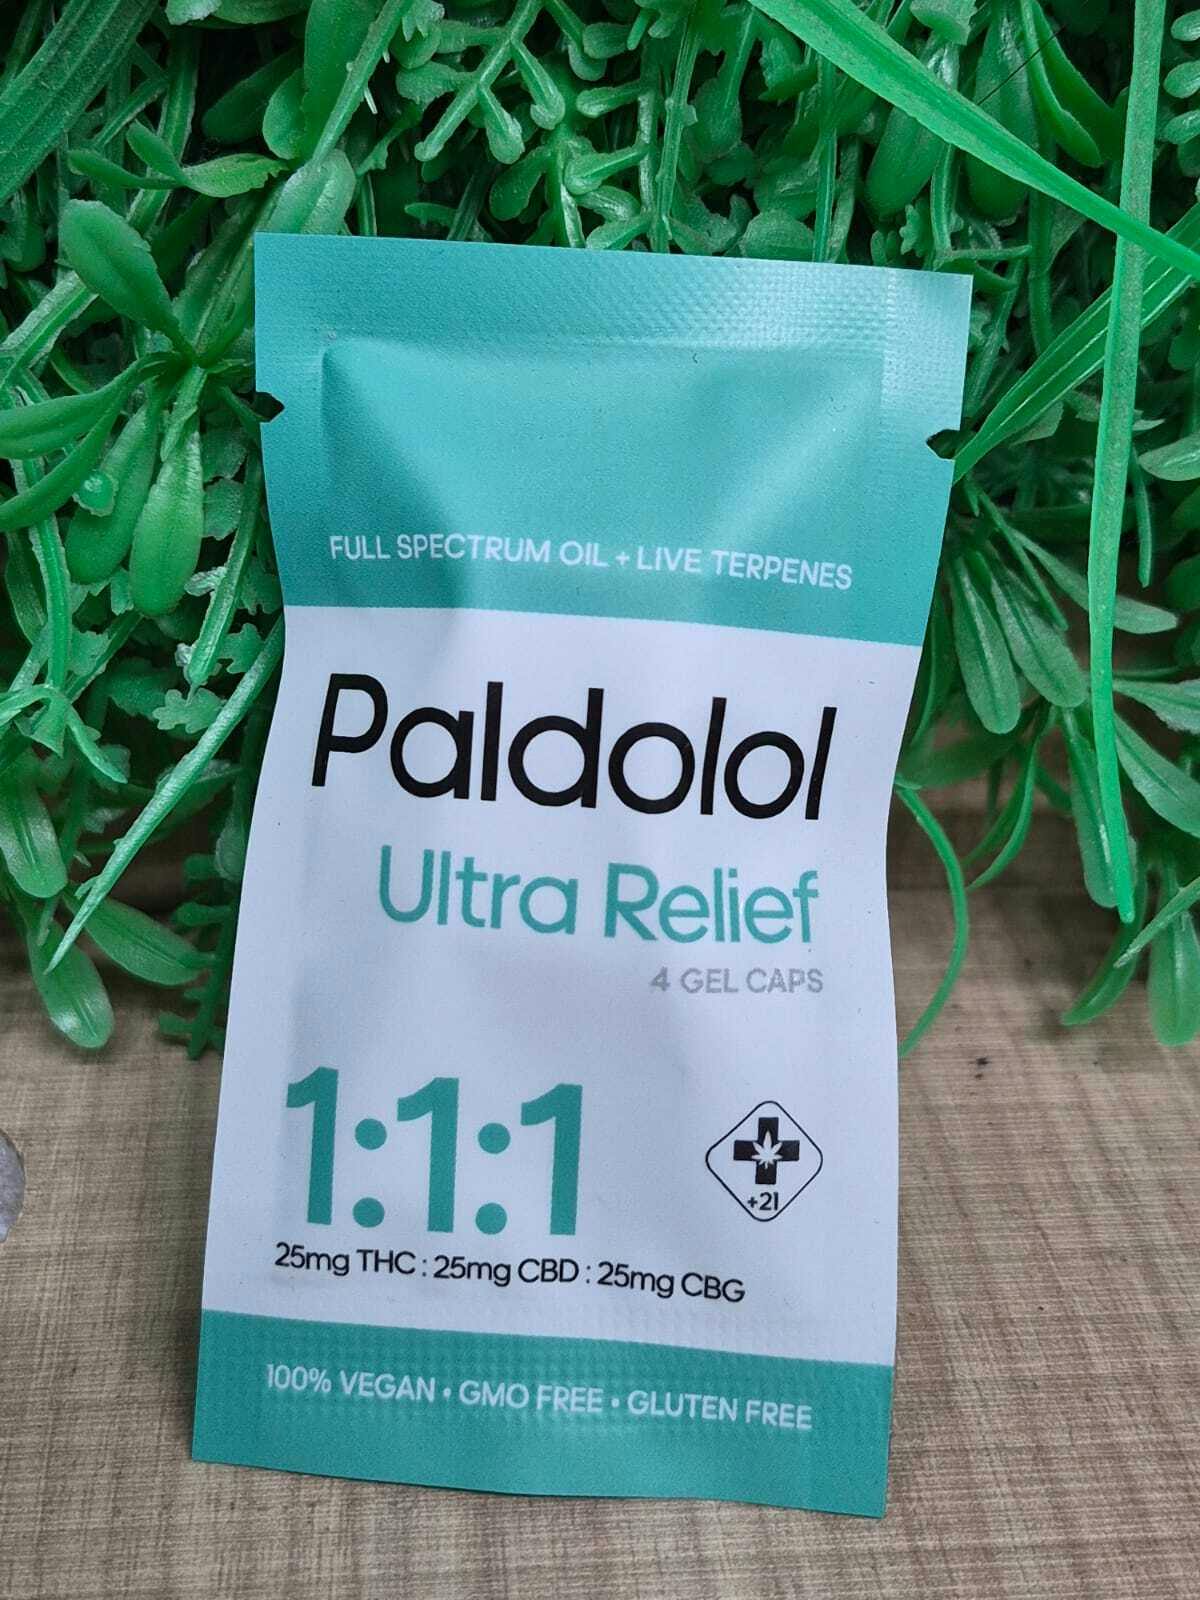 FULL SPECTRUM OIL + LIVE TERPENES
Paldolol
Ultra Relief
4 GEL CAPS
1:1:1
+21
25mg THC : 25mg CBD : 25mg CBG
100% VEGAN • GMO FREE • GLUTEN FREE